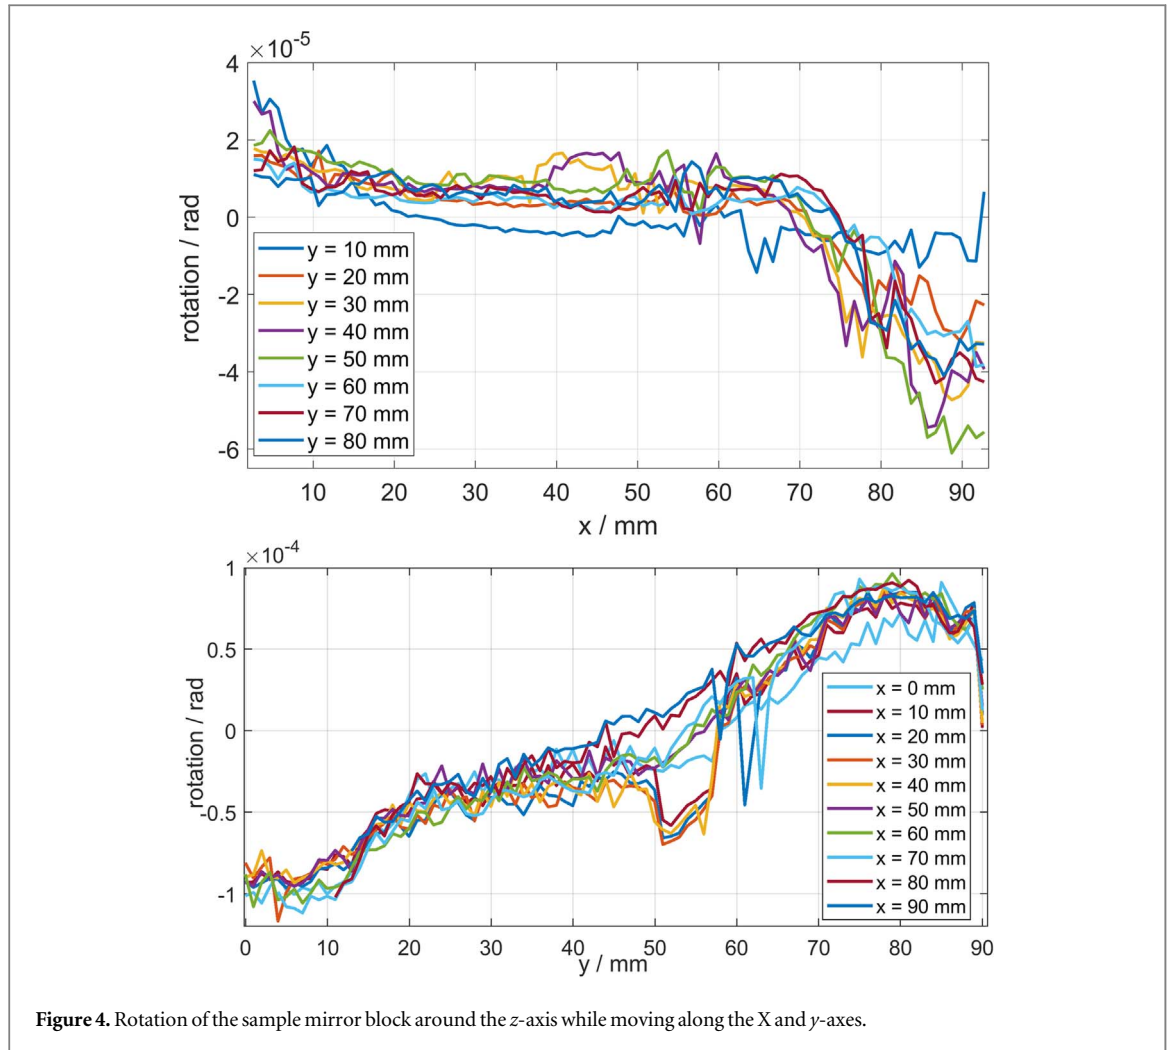 ×10⁻⁵
4
2
0
-2
-4
-6
rotation / rad
y = 10 mm
y = 20 mm
y = 30 mm
y = 40 mm
y = 50 mm
y = 60 mm
y = 70 mm
y = 80 mm
10 20 30 40 50 60 70 80 90
x / mm
×10⁻⁴
1
0.5
0
-0.5
-1
rotation / rad
x = 0 mm
x = 10 mm
x = 20 mm
x = 30 mm
x = 40 mm
x = 50 mm
x = 60 mm
x = 70 mm
x = 80 mm
x = 90 mm
0 10 20 30 40 50 60 70 80 90
y / mm
Figure 4. Rotation of the sample mirror block around the z-axis while moving along the X and y-axes.